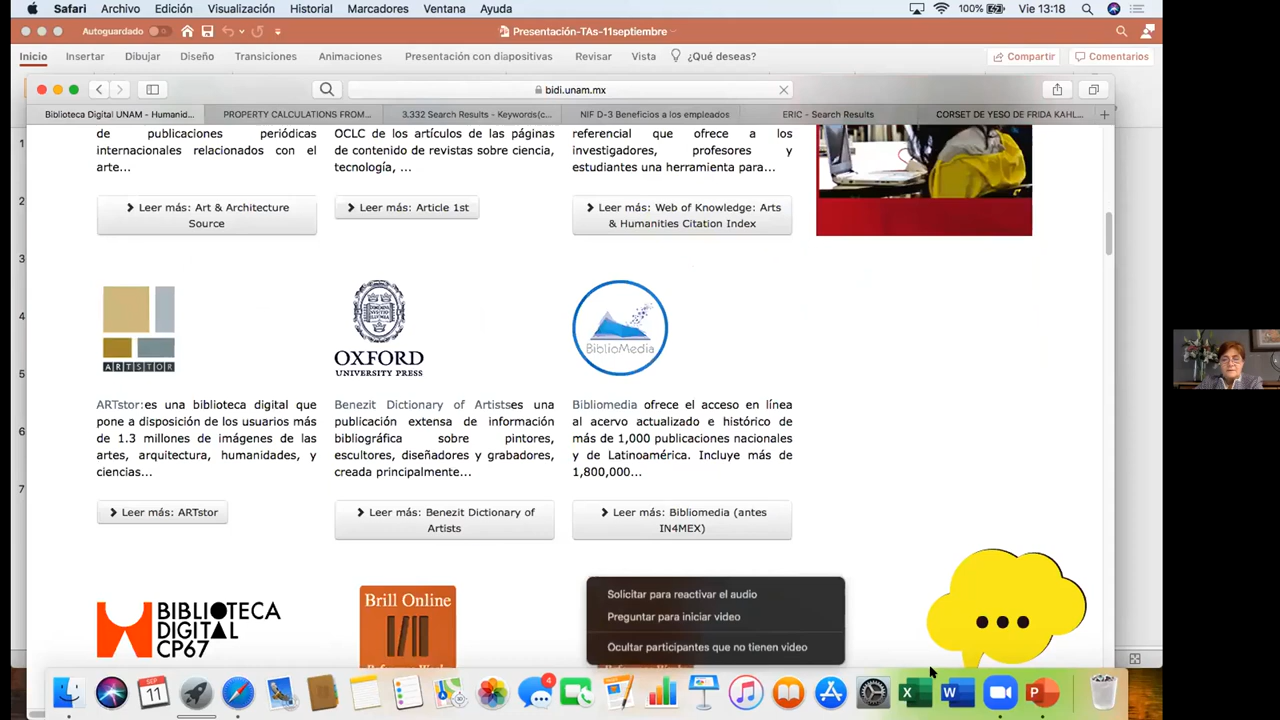 Safari Archivo Edición Visualización Historial Marcadores Ventana Ayuda 100% Vie 13:18
Autoguardado Presentación-TAs-11septiembre
Inicio Insertar Dibujar Diseño Transiciones Animaciones Presentación con diapositivas Revisar Vista ¿Qué deseas? Compartir Comentarios
bidi.unam.mx
Biblioteca Digital UNAM - Humanid... PROPERTY CALCULATIONS FROM... 3.332 Search Results - Keywords(c... NIF D-3 Beneficios a los empleados ERIC - Search Results CORSET DE YESO DE FRIDA KAHL...
1
2
3
4
5
6
7
de publicaciones periódicas
internacionales relacionados con el
arte...
Leer más: Art & Architecture
Source
OCLC de los artículos de las páginas
de contenido de revistas sobre ciencia,
tecnología, ...
Leer más: Article 1st
referencial que ofrece a los
investigadores, profesores y
estudiantes una herramienta para...
Leer más: Web of Knowledge: Arts
& Humanities Citation Index
ARTSTOR
ARTstor:es una biblioteca digital que
pone a disposición de los usuarios más
de 1.3 millones de imágenes de las
artes, arquitectura, humanidades, y
ciencias...
Leer más: ARTstor
OXFORD
UNIVERSITY PRESS
Benezit Dictionary of Artistses una
publicación extensa de información
bibliográfica sobre pintores,
escultores, diseñadores y grabadores,
creada principalmente...
Leer más: Benezit Dictionary of
Artists
BiblioMedia
Bibliomedia ofrece el acceso en línea
al acervo actualizado e histórico de
más de 1,000 publicaciones nacionales
y de Latinoamérica. Incluye más de
1,800,000...
Leer más: Bibliomedia (antes
IN4MEX)
BIBLIOTECA
DIGITAL
CP67
Brill Online
Solicitar para reactivar el audio
Preguntar para iniciar video
Ocultar participantes que no tienen video
SEPT
11
4
X
W
P